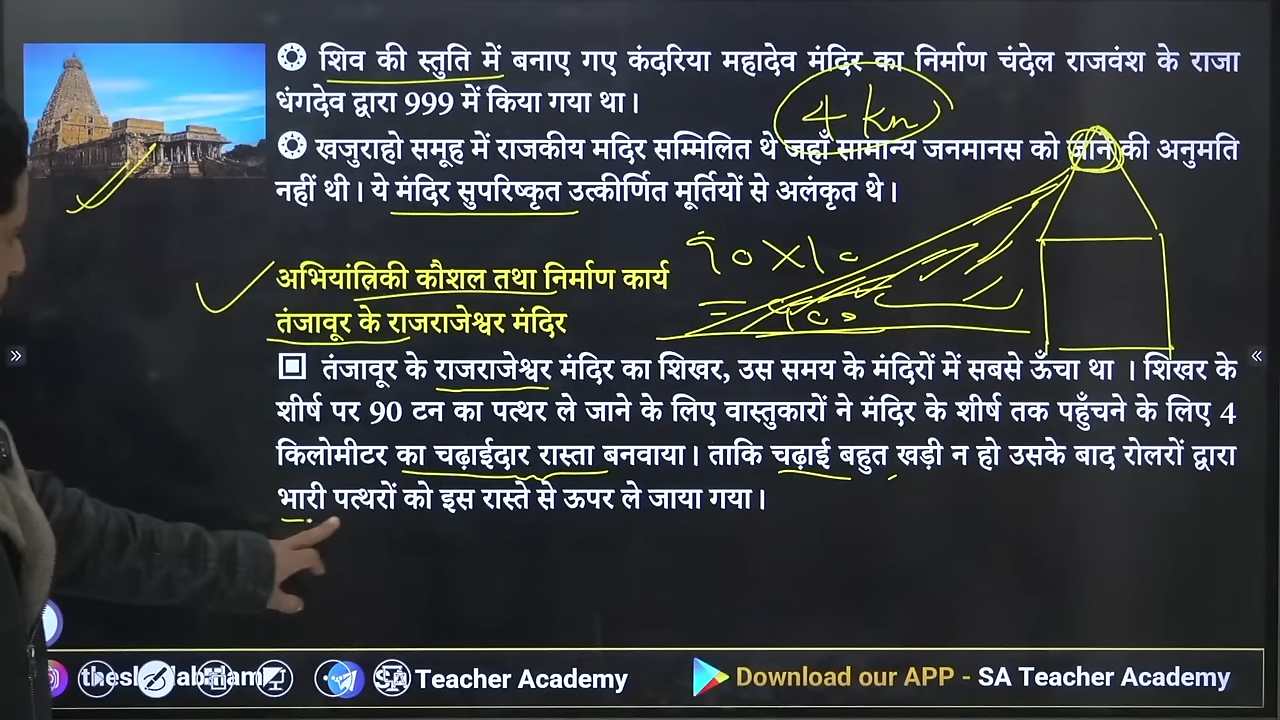 शिव की स्तुति में बनाए गए कंदरिया महादेव मंदिर का निर्माण चंदेल राजवंश के राजा
धंगदेव द्वारा 999 में किया गया था।
4 km
खजुराहो समूह में राजकीय मदिर सम्मिलित थे जहाँ सामान्य जनमानस को जाने की अनुमति
नहीं थी। ये मंदिर सुपरिष्कृत उत्कीर्णित मूर्तियों से अलंकृत थे।
90 X 10
अभियांत्रिकी कौशल तथा निर्माण कार्य
तंजावूर के राजराजेश्वर मंदिर
तंजावूर के राजराजेश्वर मंदिर का शिखर, उस समय के मंदिरों में सबसे ऊँचा था । शिखर के
शीर्ष पर 90 टन का पत्थर ले जाने के लिए वास्तुकारों ने मंदिर के शीर्ष तक पहुँचने के लिए 4
किलोमीटर का चढ़ाईदार रास्ता बनवाया। ताकि चढ़ाई बहुत खड़ी न हो उसके बाद रोलरों द्वारा
भारी पत्थरों को इस रास्ते से ऊपर ले जाया गया।
SA Teacher Academy
Download our APP - SA Teacher Academy